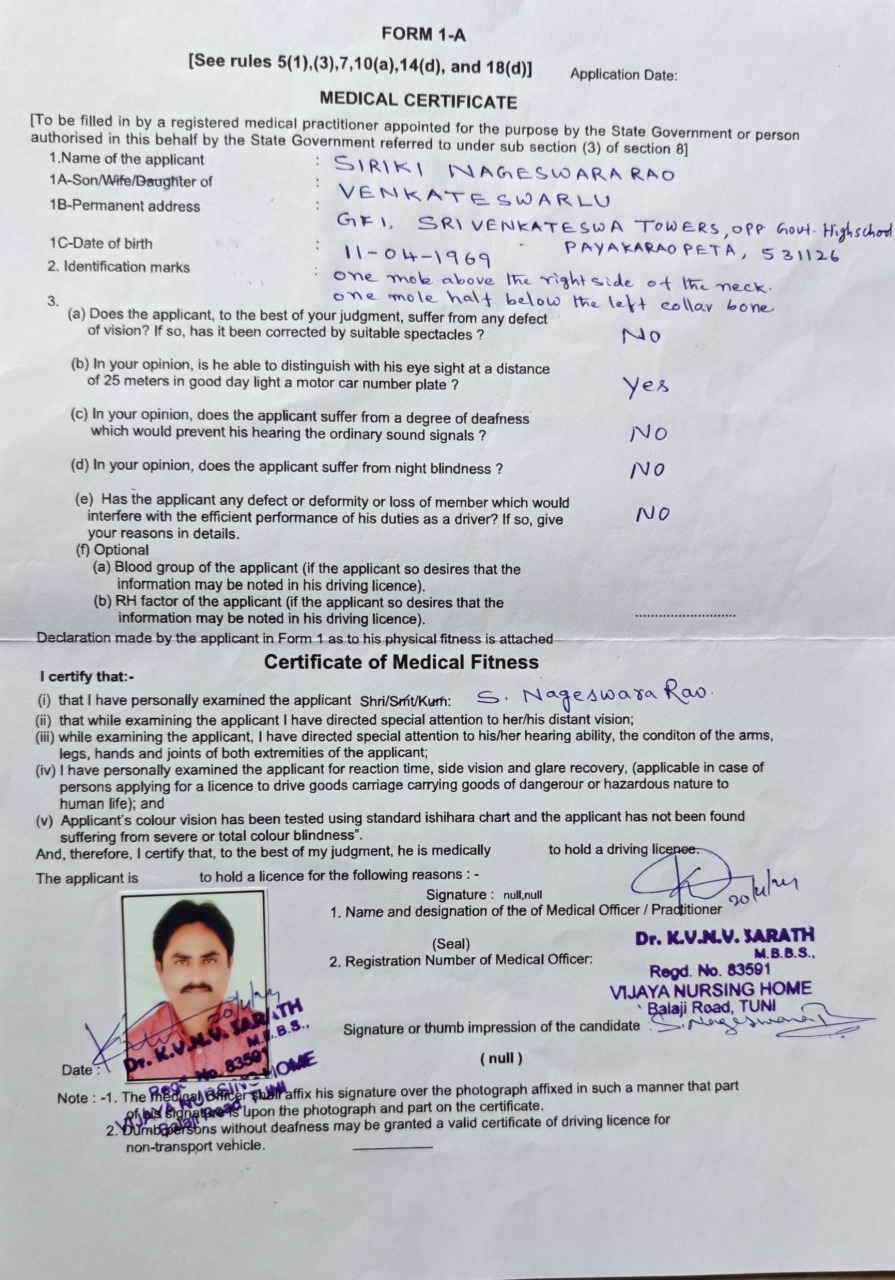 FORM 1-A
[See rules 5(1),(3),7,10(a),14(d), and 18(d)]
Application Date:
MEDICAL CERTIFICATE
[To be filled in by a registered medical practitioner appointed for the purpose by the State Government or person
authorised in this behalf by the State Government referred to under sub section (3) of section 8]
1.Name of the applicant : SIRIKI NAGESWARA RAO
1A-Son/Wife/Daughter of : VENKATESWARLU
1B-Permanent address : GF1, SRI VENKATESWA TOWERS, OPP Govt. Highschool,
PAYAKARAOPETA, 531126
1C-Date of birth : 11-04-1969
2. Identification marks : one mole above the right side of the neck.
one mole half below the left collar bone.
3.
(a) Does the applicant, to the best of your judgment, suffer from any defect
of vision? If so, has it been corrected by suitable spectacles ? No
(b) In your opinion, is he able to distinguish with his eye sight at a distance
of 25 meters in good day light a motor car number plate ? Yes
(c) In your opinion, does the applicant suffer from a degree of deafness
which would prevent his hearing the ordinary sound signals ? NO
(d) In your opinion, does the applicant suffer from night blindness ? NO
(e) Has the applicant any defect or deformity or loss of member which would
interfere with the efficient performance of his duties as a driver? If so, give NO
your reasons in details.
(f) Optional
(a) Blood group of the applicant (if the applicant so desires that the
information may be noted in his driving licence).
(b) RH factor of the applicant (if the applicant so desires that the
information may be noted in his driving licence). ..........................
Declaration made by the applicant in Form 1 as to his physical fitness is attached
Certificate of Medical Fitness
I certify that:-
(i) that I have personally examined the applicant Shri/Smt/Kum: S. Nageswara Rao.
(ii) that while examining the applicant I have directed special attention to her/his distant vision;
(iii) while examining the applicant, I have directed special attention to his/her hearing ability, the conditon of the arms,
legs, hands and joints of both extremities of the applicant;
(iv) I have personally examined the applicant for reaction time, side vision and glare recovery, (applicable in case of
persons applying for a licence to drive goods carriage carrying goods of dangerour or hazardous nature to
human life); and
(v) Applicant's colour vision has been tested using standard ishihara chart and the applicant has not been found
suffering from severe or total colour blindness".
And, therefore, I certify that, to the best of my judgment, he is medically to hold a driving licence.
The applicant is to hold a licence for the following reasons : -
Signature : null,null
1. Name and designation of the of Medical Officer / Practitioner
(Seal)
2. Registration Number of Medical Officer:
Dr. K.V.N.V. SARATH
M.B.B.S.,
Regd. No. 83591
VIJAYA NURSING HOME
Balaji Road, TUNI
Signature or thumb impression of the candidate S. Nageswara R
( null )
Date :
Dr. K.V.N.V. SARATH
M.B.B.S.,
Regd. No. 83591
VIJAYA NURSING HOME
Balaji Road, TUNI
Note : -1. The medical Officer shall affix his signature over the photograph affixed in such a manner that part
of his signature is upon the photograph and part on the certificate.
2. Dumb persons without deafness may be granted a valid certificate of driving licence for
non-transport vehicle.